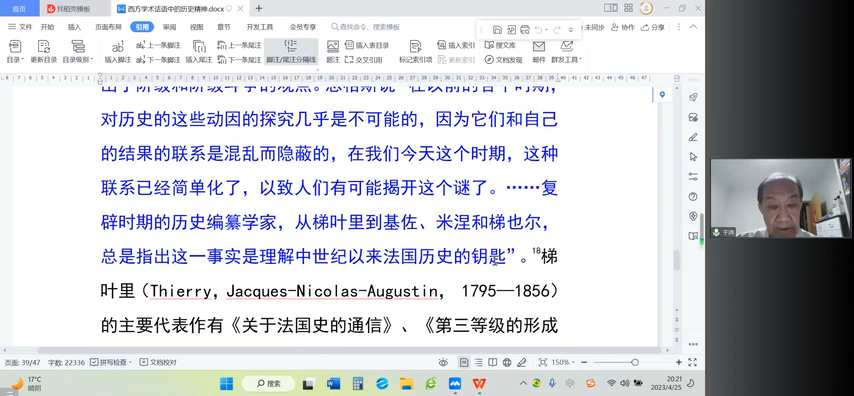 首页
找稻壳模板
西方学术话语中的历史精神.docx
文件
开始
插入
页面布局
引用
审阅
视图
章节
开发工具
会员专享
查找命令、搜索模板
未同步
协作
分享
目录
更新目录
目录级别
插入脚注
上一条脚注
下一条脚注
插入尾注
上一条尾注
下一条尾注
脚注/尾注分隔线
题注
插入表目录
交叉引用
标记索引项
插入索引
更新索引
搜文库
文档发现
邮件
群发工具
对历史的这些动因的探究几乎是不可能的,因为它们和自己
的结果的联系是混乱而隐蔽的,在我们今天这个时期,这种
联系已经简单化了,以致人们有可能揭开这个谜了。……复
辟时期的历史编纂学家,从梯叶里到基佐、米涅和梯也尔,
总是指出这一事实是理解中世纪以来法国历史的钥匙”。18梯
叶里(Thierry, Jacques-Nicolas-Augustin, 1795—1856)
的主要代表作有《关于法国史的通信》、《第三等级的形成
页面: 39/47
字数: 22336
拼写检查
文档校对
150%
17°C
晴朗
搜索
20:21
2023/4/25
于沛